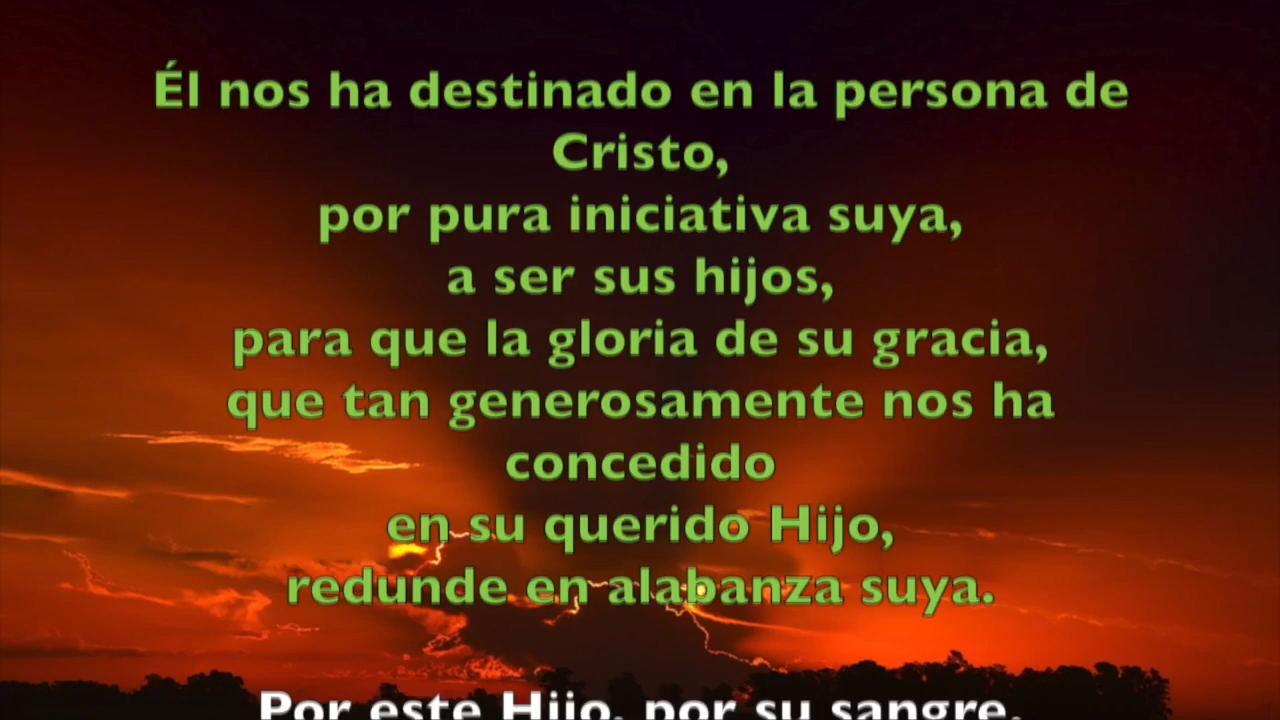 Él nos ha destinado en la persona de
Cristo,
por pura iniciativa suya,
a ser sus hijos,
para que la gloria de su gracia,
que tan generosamente nos ha
concedido
en su querido Hijo,
redunde en alabanza suya.
Por este Hijo, por su sangre,